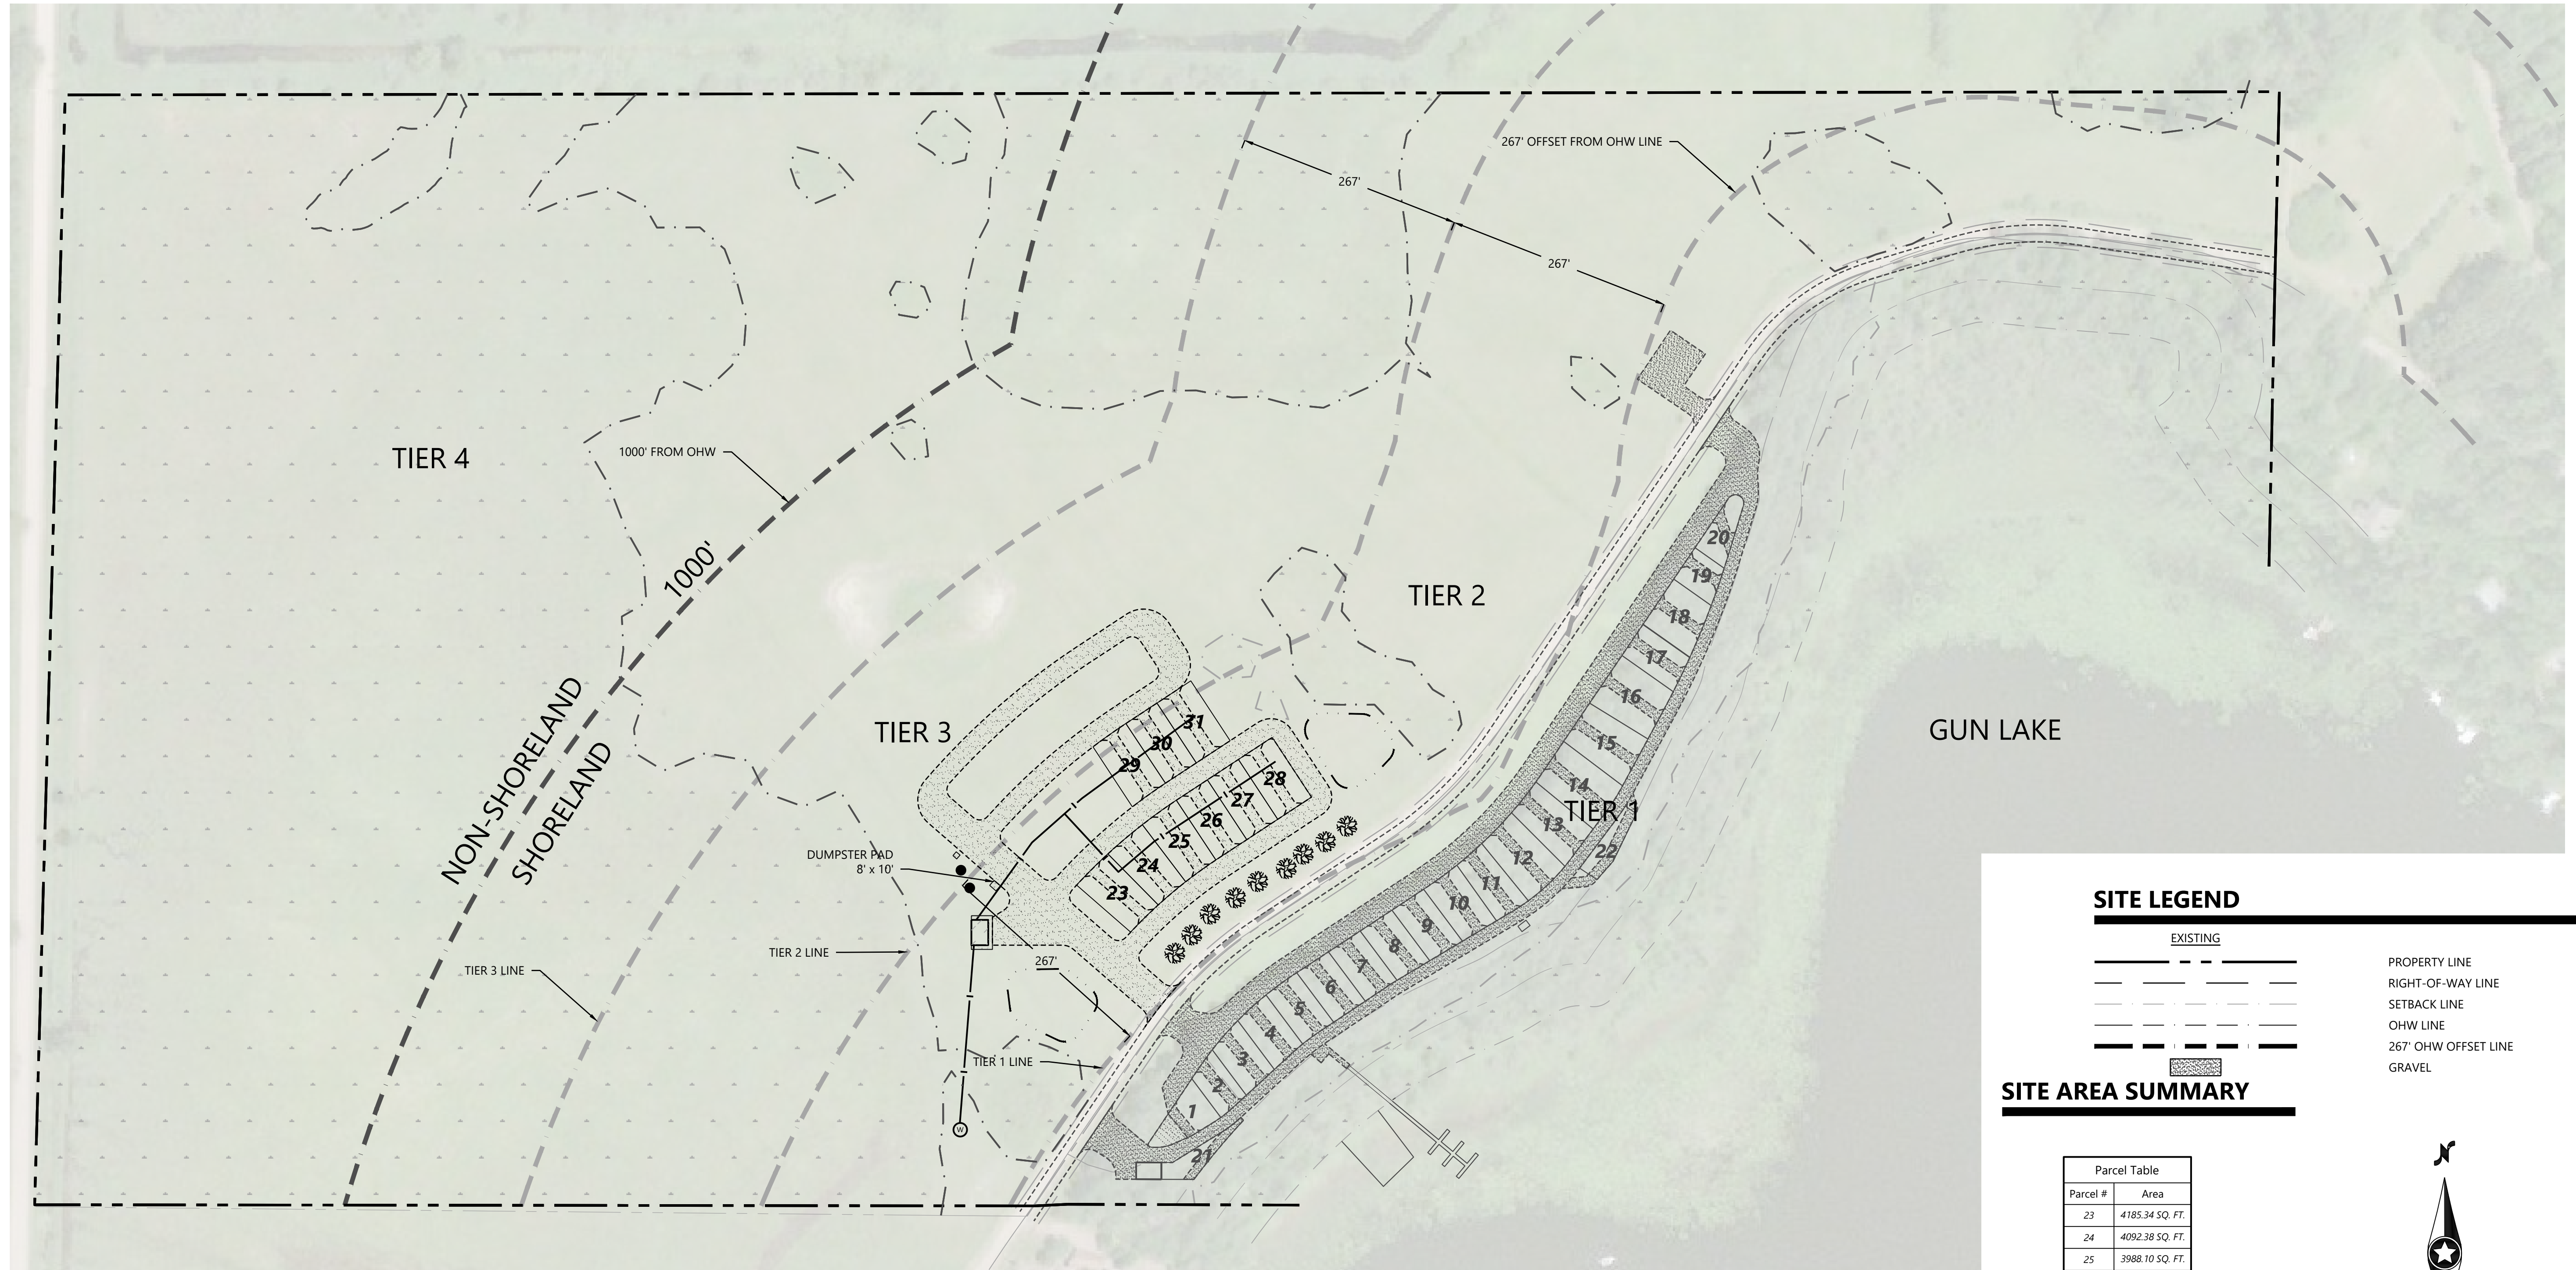 267' OFFSET FROM OHW LINE
267'
267'
TIER 4
1000' FROM OHW
1000'
TIER 2
NON-SHORELAND
SHORELAND
TIER 3
GUN LAKE
TIER 1
20
19
18
17
16
15
14
13
12
22
11
10
9
8
7
6
5
4
3
2
1
21
31
30
29
28
27
26
25
24
23
DUMPSTER PAD
8' x 10'
TIER 2 LINE
TIER 3 LINE
267'
TIER 1 LINE
W
SITE LEGEND
EXISTING
PROPERTY LINE
RIGHT-OF-WAY LINE
SETBACK LINE
OHW LINE
267' OHW OFFSET LINE
GRAVEL
SITE AREA SUMMARY
N
Parcel Table
Parcel # Area
23 4185.34 SQ. FT.
24 4092.38 SQ. FT.
25 3988.10 SQ. FT.